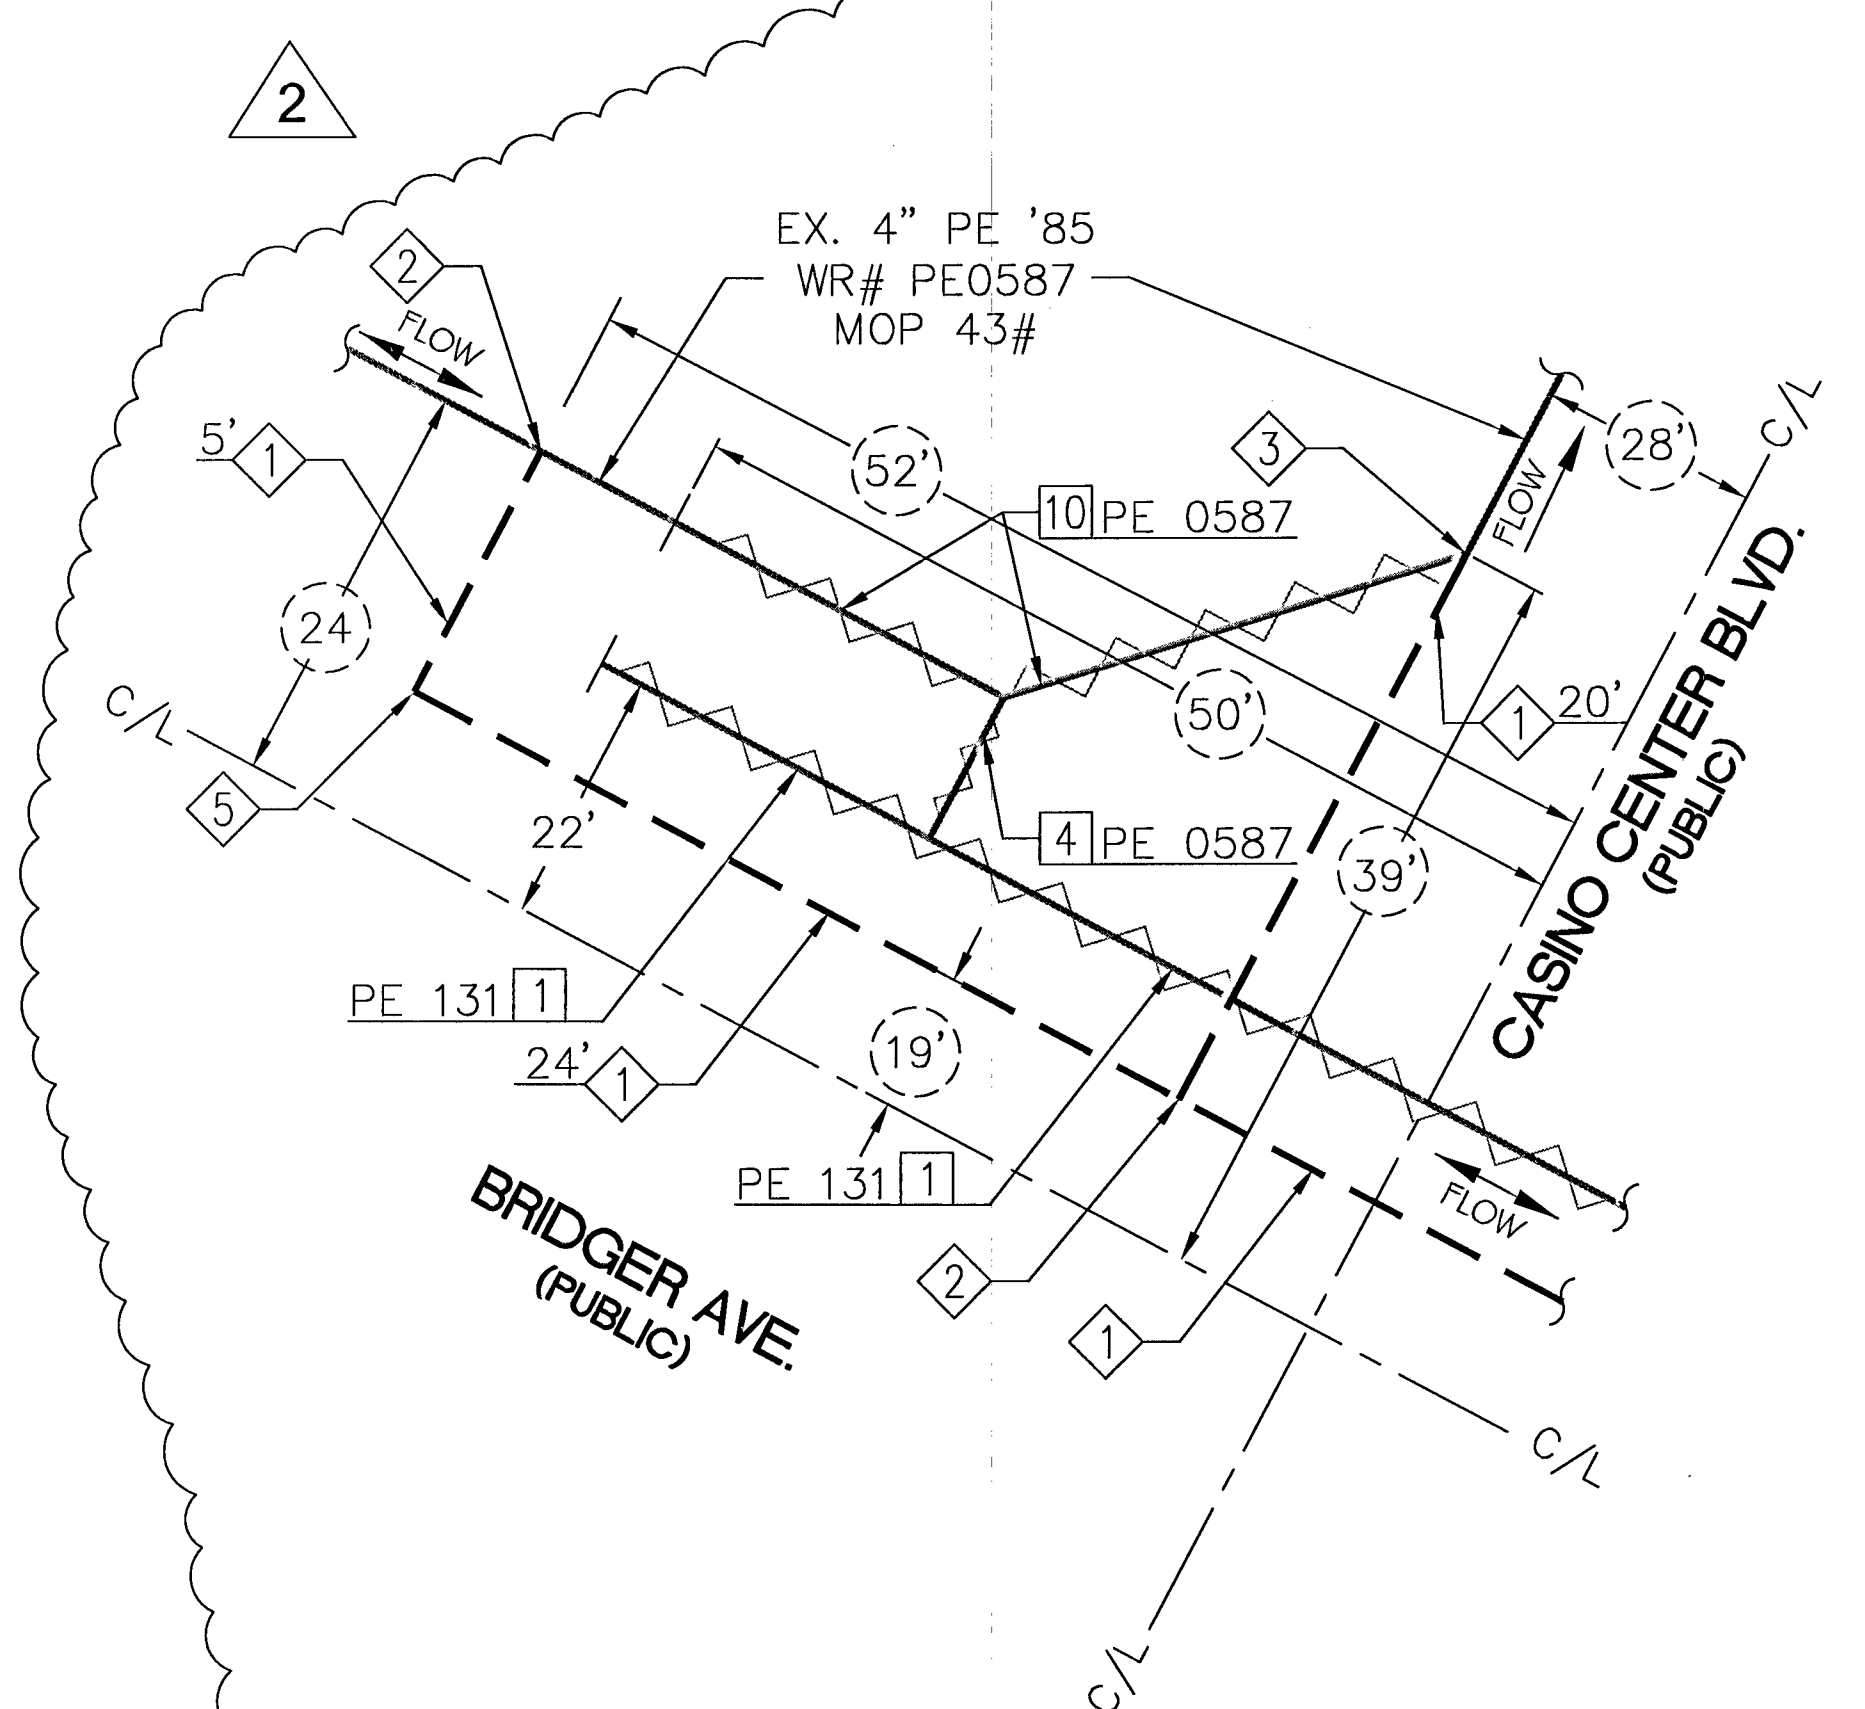 2
EX. 4" PE '85
WR# PE0587
MOP 43#
2
FLOW
5' 1
52'
3
28'
C/L
FLOW
10 PE 0587
24
C/L
50'
1 20'
CASINO CENTER BLVD.
(PUBLIC)
5
22'
4 PE 0587
39'
PE 131 1
24' 1
19'
PE 131 1
FLOW
BRIDGER AVE.
(PUBLIC)
2
1
C/L
C/L